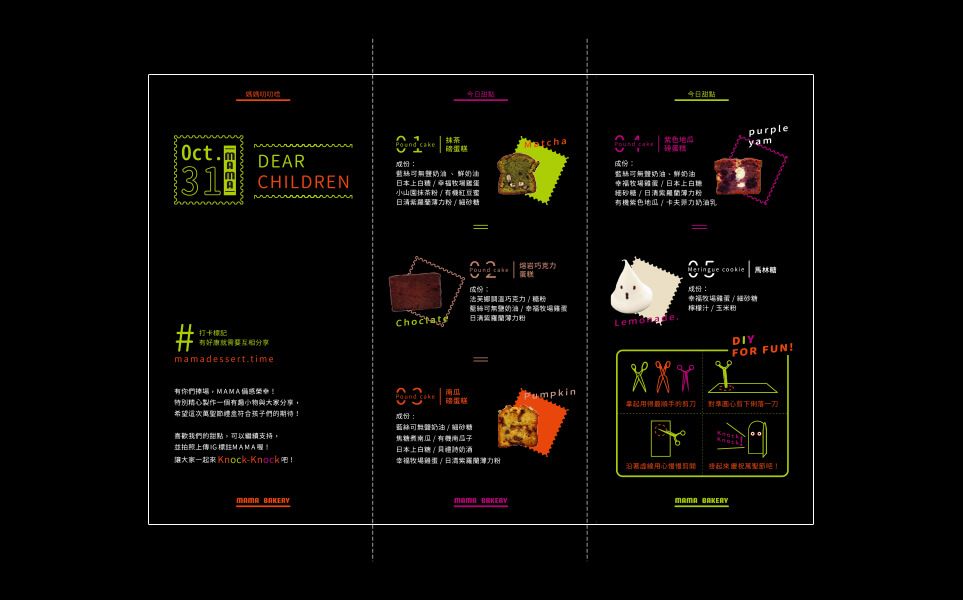 媽媽叨叨唸
Oct.
31
MAMA
DEAR
CHILDREN
#
打卡標記
有好康就需要互相分享
mamadessert.time
有你們捧場,MAMA倍感榮幸!
特別精心製作一個有趣小物與大家分享,
希望這次萬聖節禮盒符合孩子們的期待!
喜歡我們的甜點,可以繼續支持,
並拍照上傳IG標註MAMA喔!
讓大家一起來 Knock-Knock 吧!
MAMA BAKERY
今日甜點
01
Pound cake
抹茶
磅蛋糕
Matcha
成份:
藍絲可無鹽奶油 、 鮮奶油
日本上白糖 / 幸福牧場雞蛋
小山園抹茶粉 / 有機紅豆蜜
日清紫羅蘭薄力粉 / 細砂糖
02
Pound cake
熔岩巧克力
蛋糕
Choclate
成份:
法芙娜調溫巧克力 / 糖粉
藍絲可無鹽奶油 / 幸福牧場雞蛋
日清紫羅蘭薄力粉
03
Pound cake
南瓜
磅蛋糕
Pumpkin
成份:
藍絲可無鹽奶油 / 鮮奶油
焦糖煮南瓜 / 有機南瓜子
日本上白糖 / 貝禮詩奶酒
幸福牧場雞蛋 / 日清紫羅蘭薄力粉
MAMA BAKERY
今日甜點
04
Pound cake
紫色地瓜
磅蛋糕
purple
yam
成份:
藍絲可無鹽奶油、鮮奶油
幸福牧場雞蛋 / 日本上白糖
細砂糖 / 日清紫羅蘭薄力粉
有機紫色地瓜 / 卡夫菲力奶油乳
05
Meringue cookie
馬林糖
Lemonade.
成份:
幸福牧場雞蛋 / 細砂糖
檸檬汁 / 玉米粉
DIY
FOR FUN!
拿起用得最順手的剪刀
對準圓心剪下俐落一刀
沿著虛線用心慢慢剪開
Knock!
Knock!
登起來慶祝萬聖節吧!
MAMA BAKERY